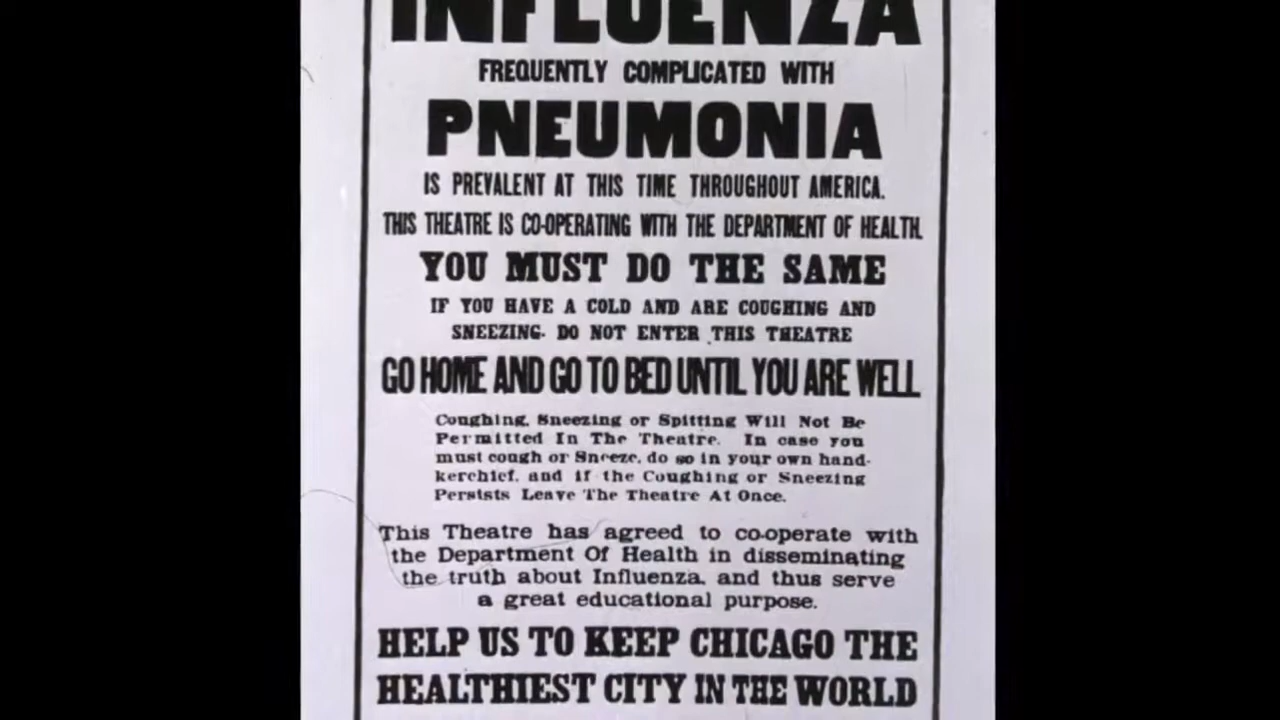 INFLUENZA
FREQUENTLY COMPLICATED WITH
PNEUMONIA
IS PREVALENT AT THIS TIME THROUGHOUT AMERICA.
THIS THEATRE IS CO-OPERATING WITH THE DEPARTMENT OF HEALTH.
YOU MUST DO THE SAME
IF YOU HAVE A COLD AND ARE COUGHING AND
SNEEZING. DO NOT ENTER THIS THEATRE
GO HOME AND GO TO BED UNTIL YOU ARE WELL
Coughing, Sneezing or Spitting Will Not Be
Permitted In The Theatre. In case you
must cough or Sneeze, do so in your own hand-
kerchief, and if the Coughing or Sneezing
Persists Leave The Theatre At Once.
This Theatre has agreed to co-operate with
the Department Of Health in disseminating
the truth about Influenza, and thus serve
a great educational purpose.
HELP US TO KEEP CHICAGO THE
HEALTHIEST CITY IN THE WORLD